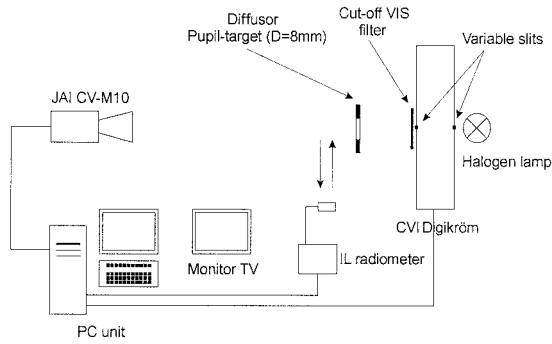 Diffusor
Pupil-target (D=8mm)
Cut-off VIS
filter
Variable slits
JAI CV-M10
Halogen lamp
CVI Digikröm
Monitor TV
IL radiometer
PC unit